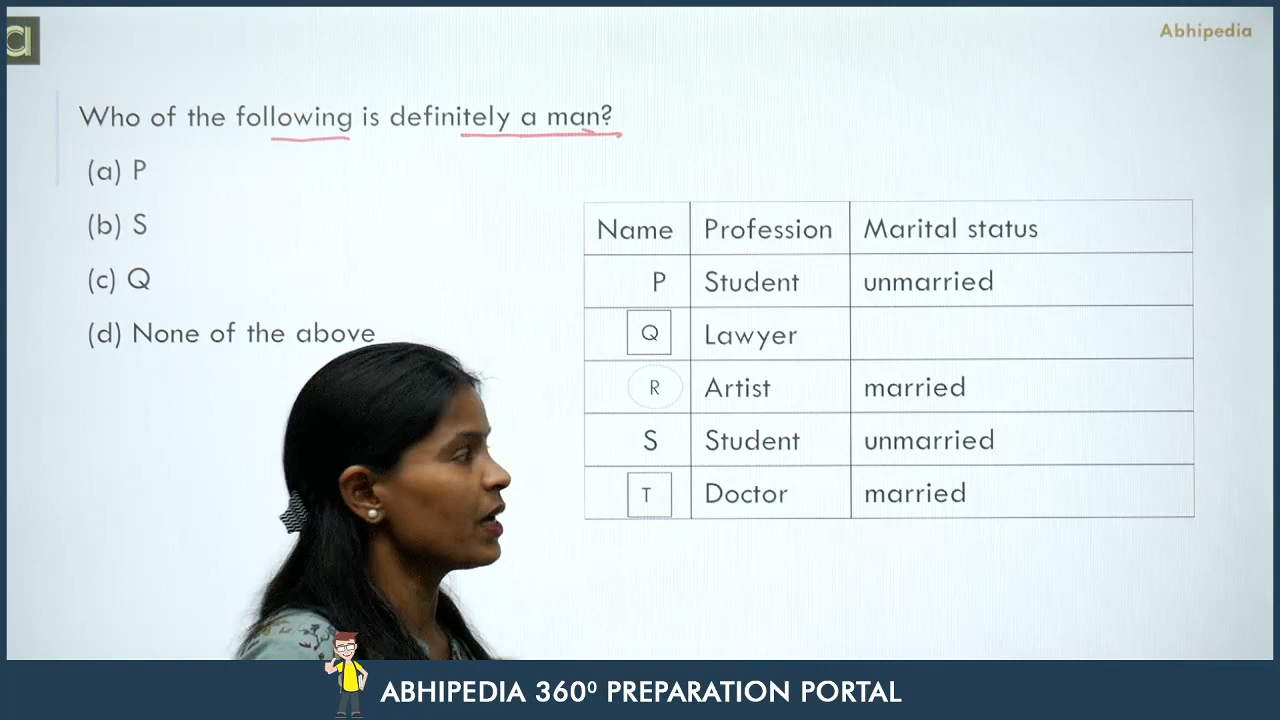 a
Abhipedia
Who of the following is definitely a man?
(a) P
(b) S
(c) Q
(d) None of the above
Name Profession Marital status
P Student unmarried
Q Lawyer
R Artist married
S Student unmarried
T Doctor married
ABHIPEDIA 360⁰ PREPARATION PORTAL